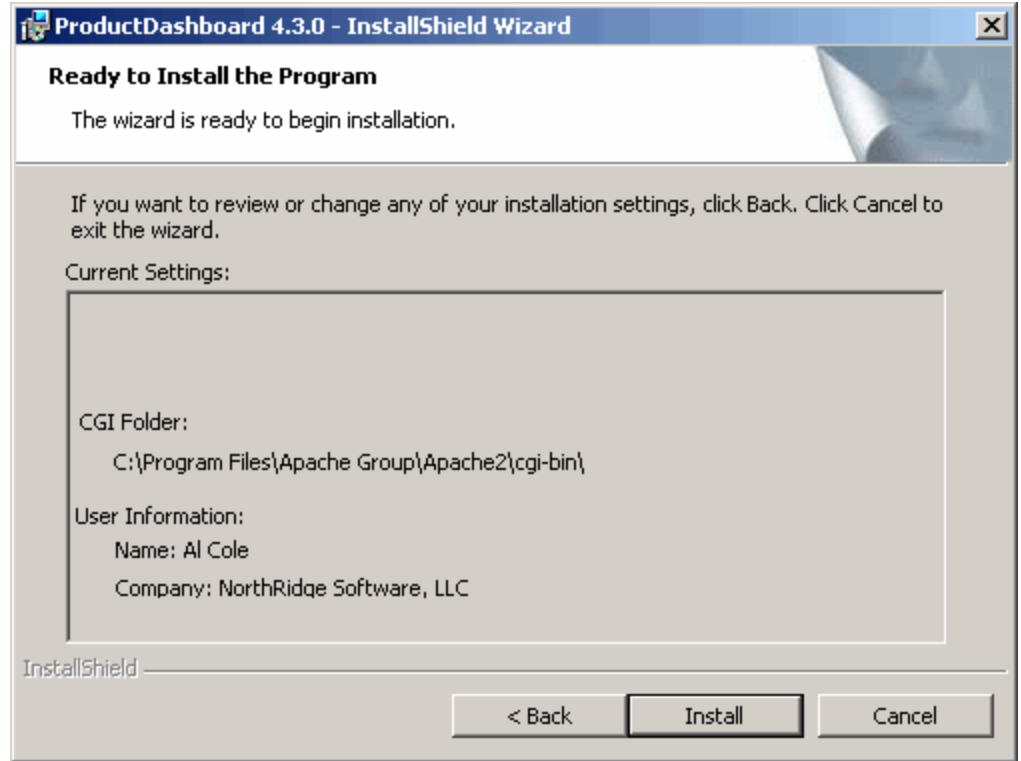 ProductDashboard 4.3.0 - InstallShield Wizard
Ready to Install the Program
The wizard is ready to begin installation.
If you want to review or change any of your installation settings, click Back. Click Cancel to
exit the wizard.
Current Settings:
CGI Folder:
C:\Program Files\Apache Group\Apache2\cgi-bin\
User Information:
Name: Al Cole
Company: NorthRidge Software, LLC
InstallShield
< Back
Install
Cancel